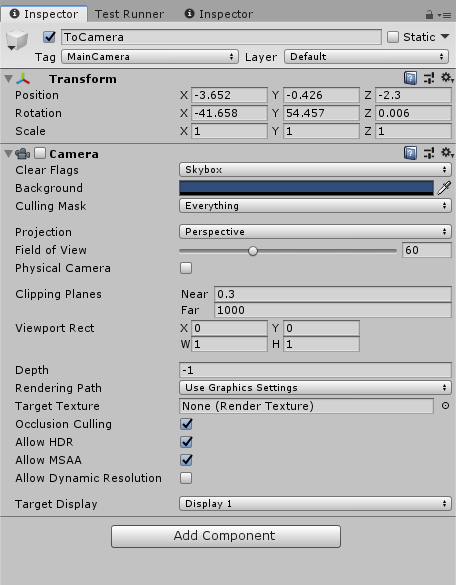 Inspector Test Runner Inspector
ToCamera Static
Tag MainCamera Layer Default
Transform
Position X -3.652 Y -0.426 Z -2.3
Rotation X -41.658 Y 54.457 Z 0.006
Scale X 1 Y 1 Z 1
Camera
Clear Flags Skybox
Background
Culling Mask Everything
Projection Perspective
Field of View 60
Physical Camera
Clipping Planes Near 0.3
Far 1000
Viewport Rect X 0 Y 0
W 1 H 1
Depth -1
Rendering Path Use Graphics Settings
Target Texture None (Render Texture)
Occlusion Culling
Allow HDR
Allow MSAA
Allow Dynamic Resolution
Target Display Display 1
Add Component